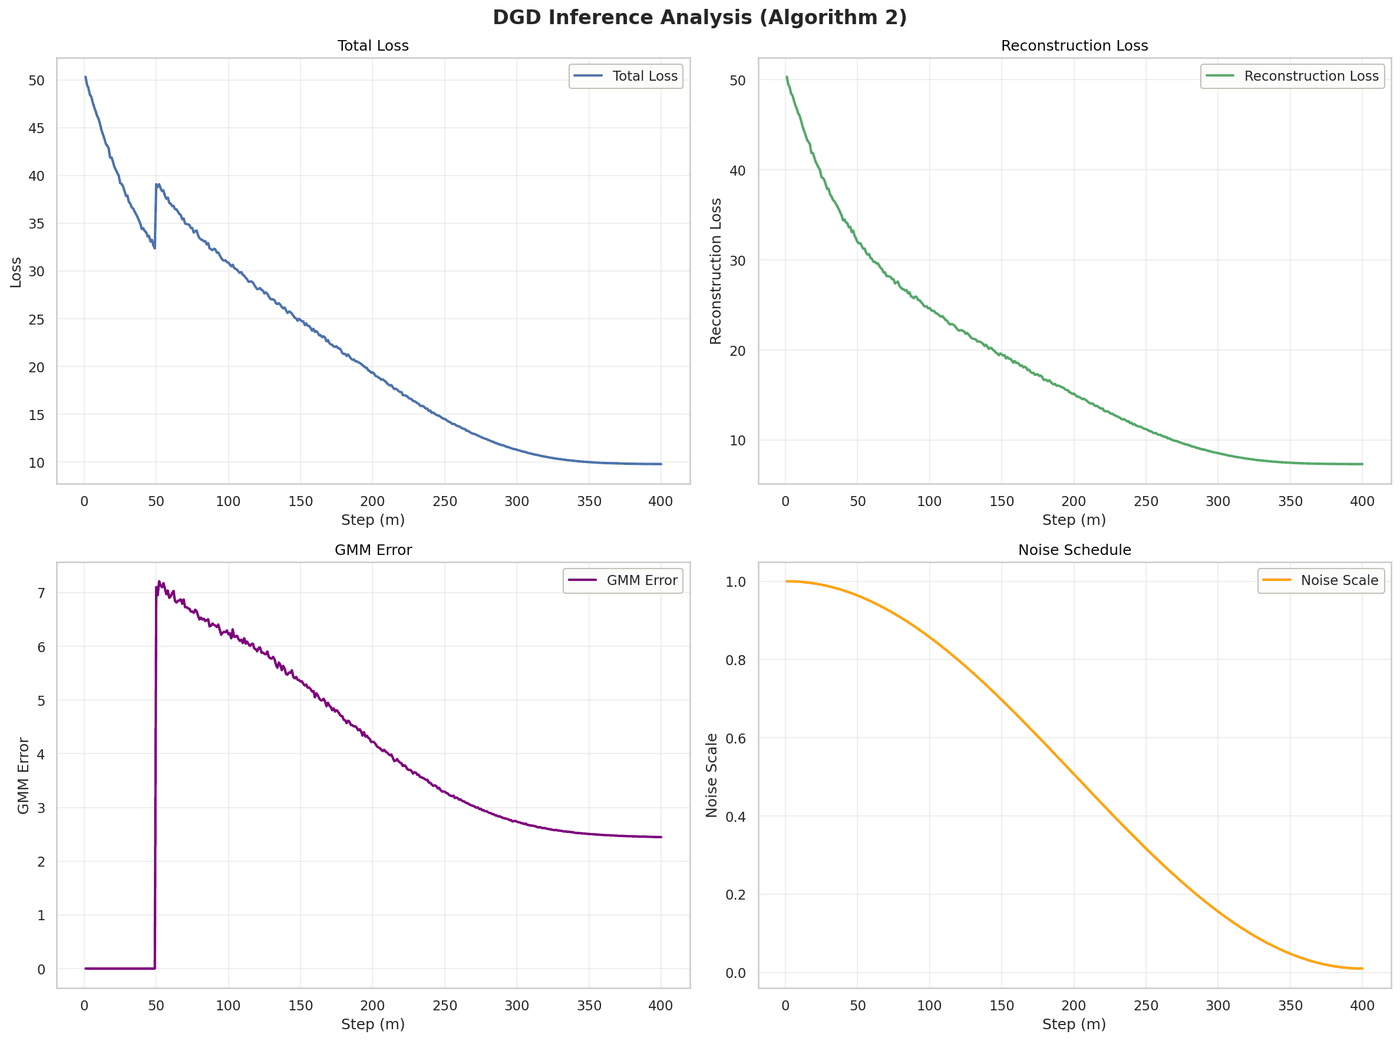 DGD Inference Analysis (Algorithm 2)
Total Loss
Total Loss
Loss
50
45
40
35
30
25
20
15
10
0 50 100 150 200 250 300 350 400
Step (m)
Reconstruction Loss
Reconstruction Loss
Reconstruction Loss
50
40
30
20
10
0 50 100 150 200 250 300 350 400
Step (m)
GMM Error
GMM Error
GMM Error
7
6
5
4
3
2
1
0
0 50 100 150 200 250 300 350 400
Step (m)
Noise Schedule
Noise Scale
Noise Scale
1.0
0.8
0.6
0.4
0.2
0.0
0 50 100 150 200 250 300 350 400
Step (m)